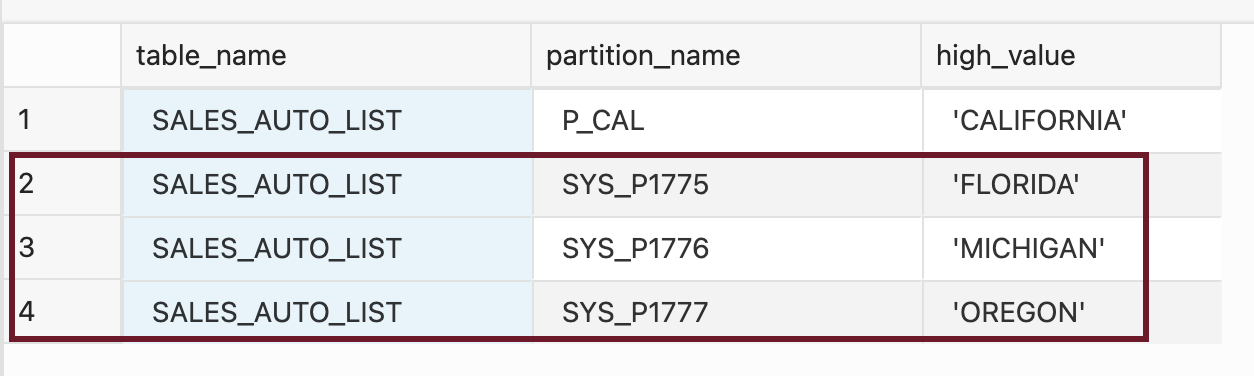 table_name partition_name high_value
1 SALES_AUTO_LIST P_CAL 'CALIFORNIA'
2 SALES_AUTO_LIST SYS_P1775 'FLORIDA'
3 SALES_AUTO_LIST SYS_P1776 'MICHIGAN'
4 SALES_AUTO_LIST SYS_P1777 'OREGON'